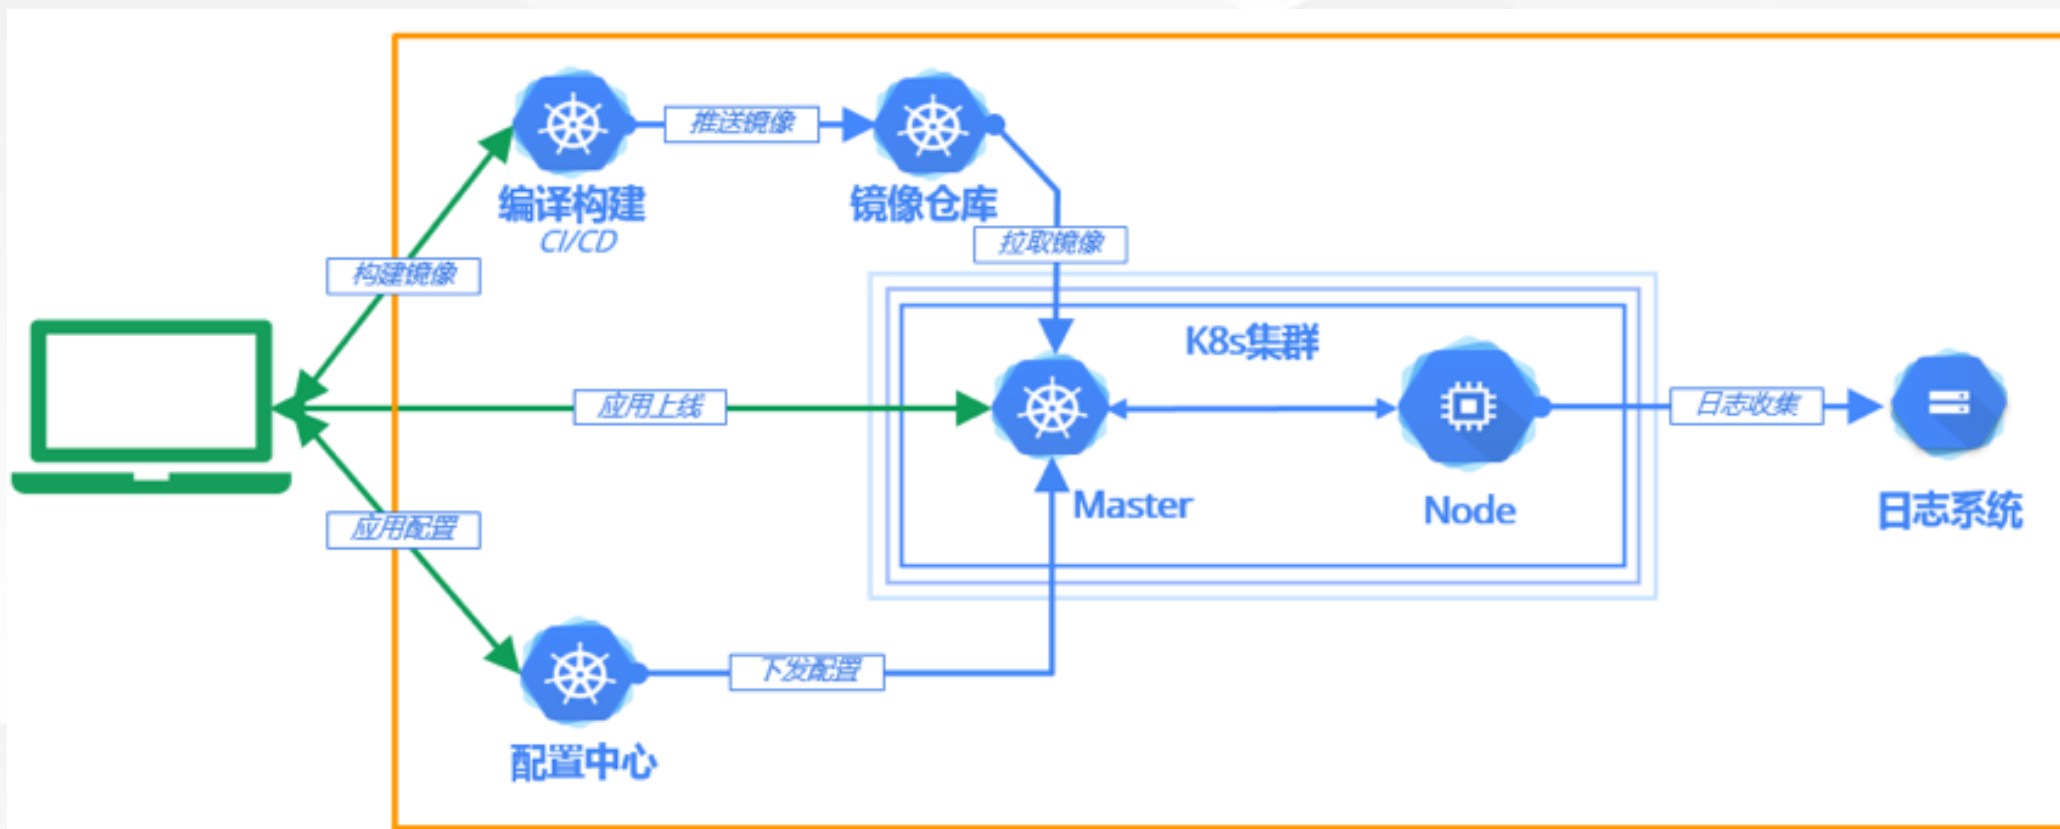 推送镜像
编译构建
CI/CD
镜像仓库
拉取镜像
构建镜像
K8s集群
应用上线
日志收集
Master
Node
日志系统
应用配置
下发配置
配置中心